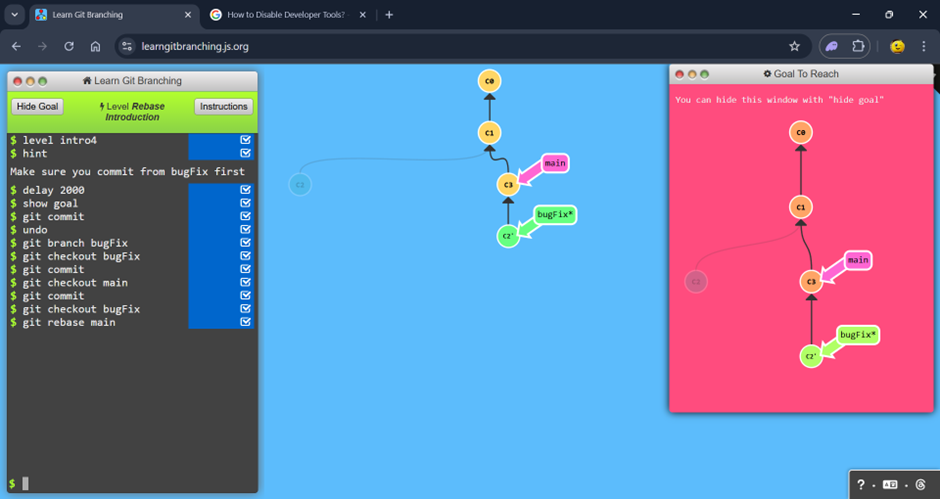 Learn Git Branching
How to Disable Developer Tools?
learngitbranching.js.org
Learn Git Branching
Hide Goal
Level Rebase Introduction
Instructions
$ level intro4
$ hint
Make sure you commit from bugFix first
$ delay 2000
$ show goal
$ git commit
$ undo
$ git branch bugFix
$ git checkout bugFix
$ git commit
$ git checkout main
$ git commit
$ git checkout bugFix
$ git rebase main
$
C0
C1
main
C2
C3
bugFix*
C2'
Goal To Reach
You can hide this window with "hide goal"
C0
C1
main
C2
C3
bugFix*
C2'
?